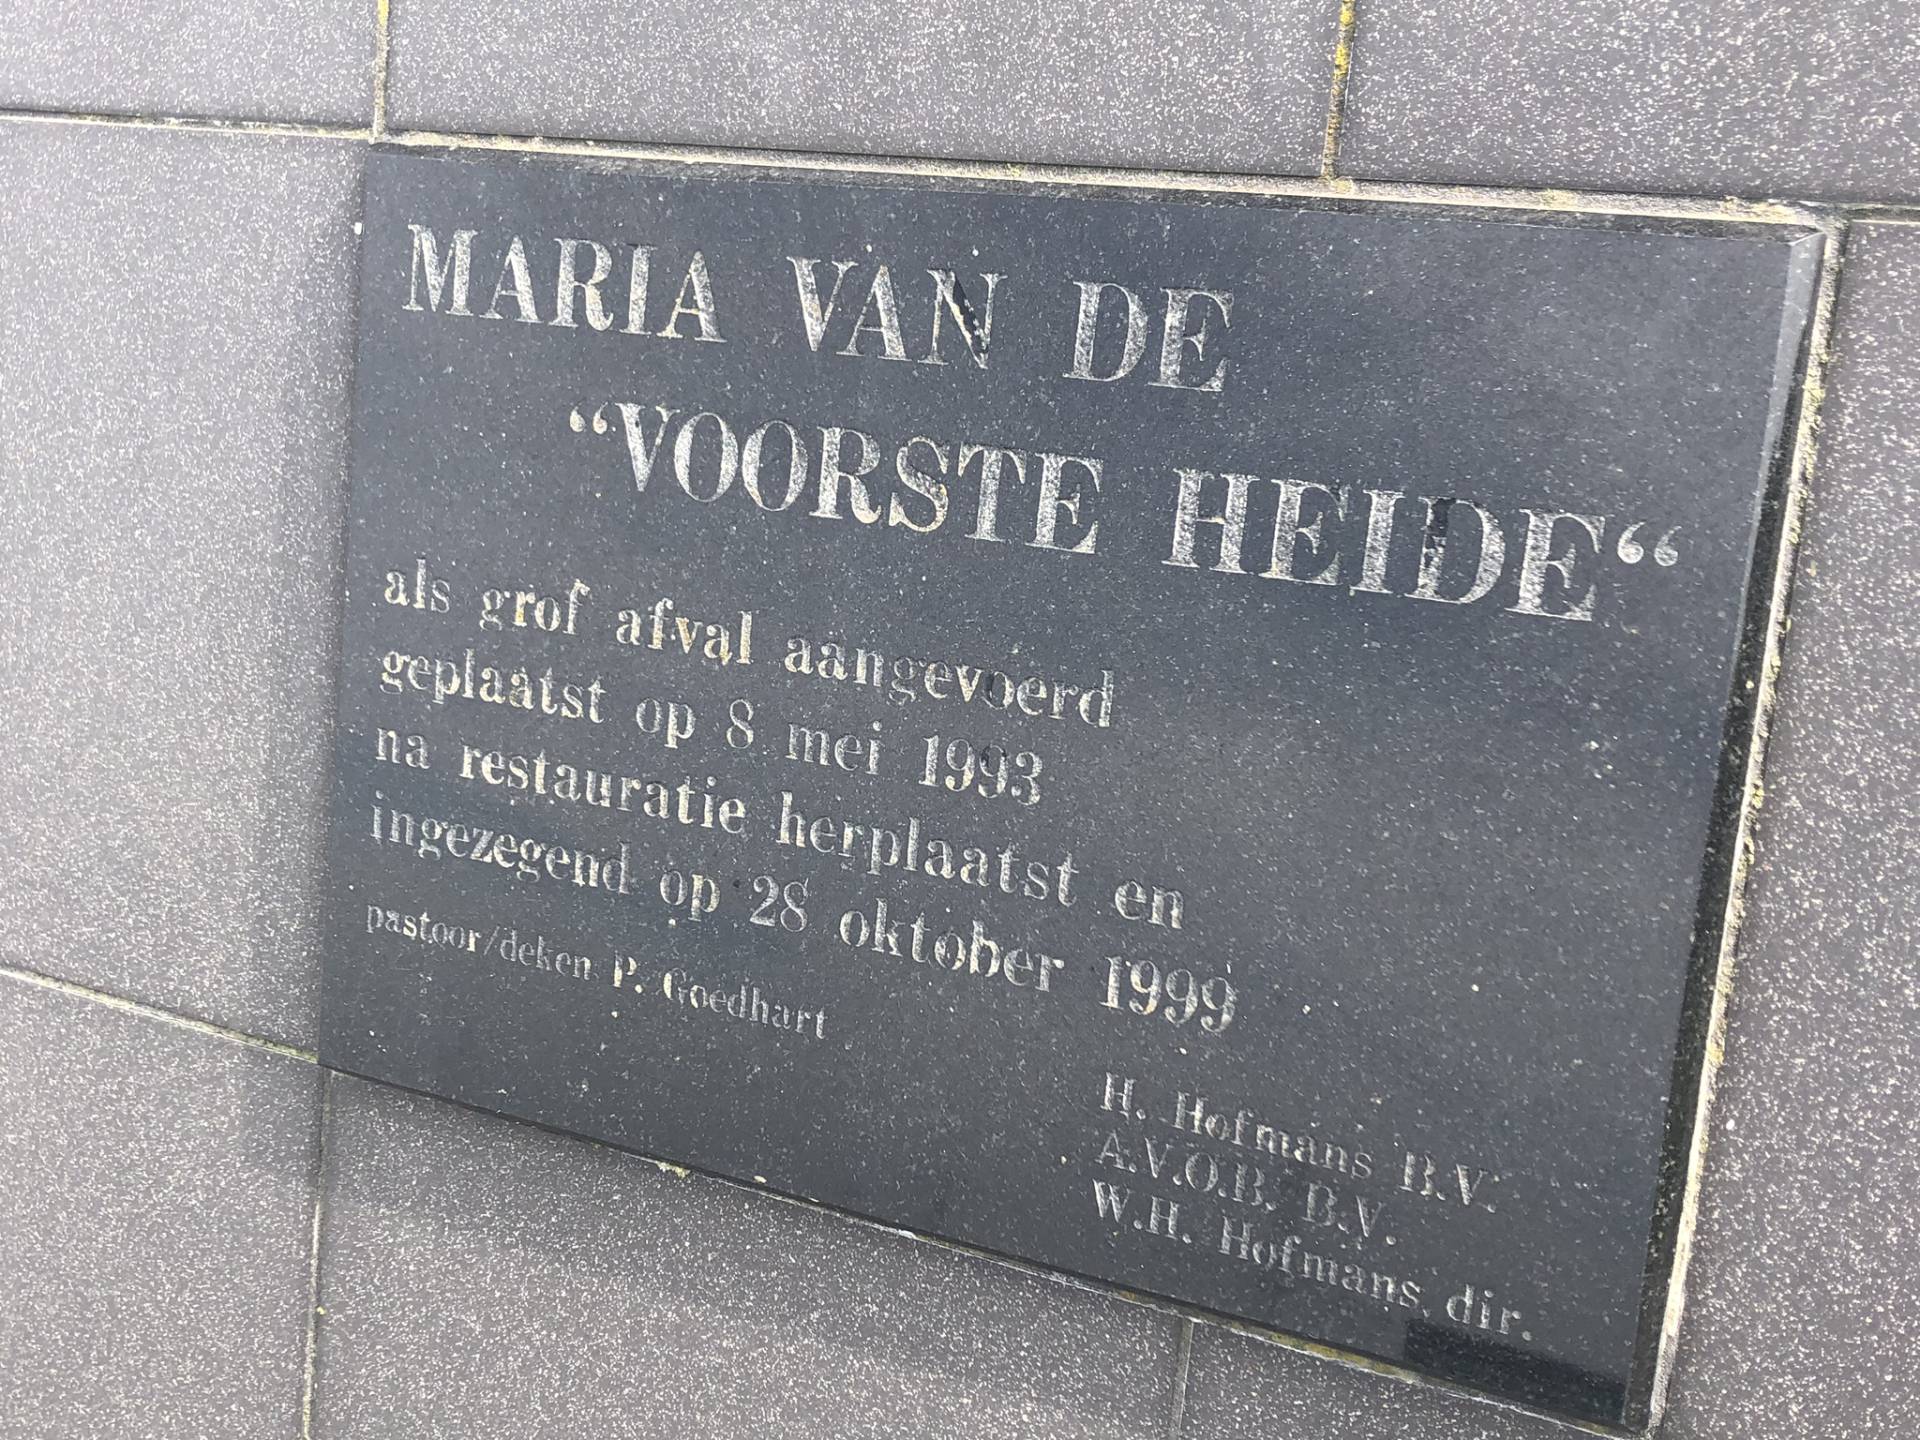 MARIA VAN DE
“VOORSTE HEIDE“
als grof afval aangevoerd
geplaatst op 8 mei 1993
na restauratie herplaatst en
ingezegend op 28 oktober 1999
pastoor/deken P. Goedhart
H. Hofmans B.V.
A.V.O.B. B.V.
W.H. Hofmans, dir.